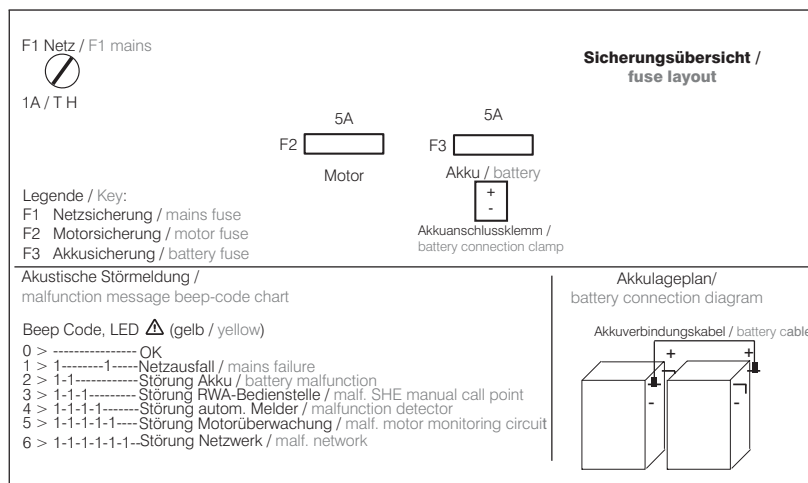 F1 Netz / F1 mains
1A / T H
Sicherungsübersicht /
fuse layout
5A
5A
F2
F3
Motor
Akku / battery
+
-
Akkuanschlussklemm /
battery connection clamp
Legende / Key:
F1 Netzsicherung / mains fuse
F2 Motorsicherung / motor fuse
F3 Akkusicherung / battery fuse
Akustische Störmeldung /
malfunction message beep-code chart
Beep Code, LED ⚠ (gelb / yellow)
0 > ---------------- OK
1 > 1--------1-----Netzausfall / mains failure
2 > 1-1-----------Störung Akku / battery malfunction
3 > 1-1-1---------Störung RWA-Bedienstelle / malf. SHE manual call point
4 > 1-1-1-1-------Störung autom. Melder / malfunction detector
5 > 1-1-1-1-1----Störung Motorüberwachung / malf. motor monitoring circuit
6 > 1-1-1-1-1-1--Störung Netzwerk / malf. network
Akkulageplan/
battery connection diagram
Akkuverbindungskabel / battery cable
+ +
- -